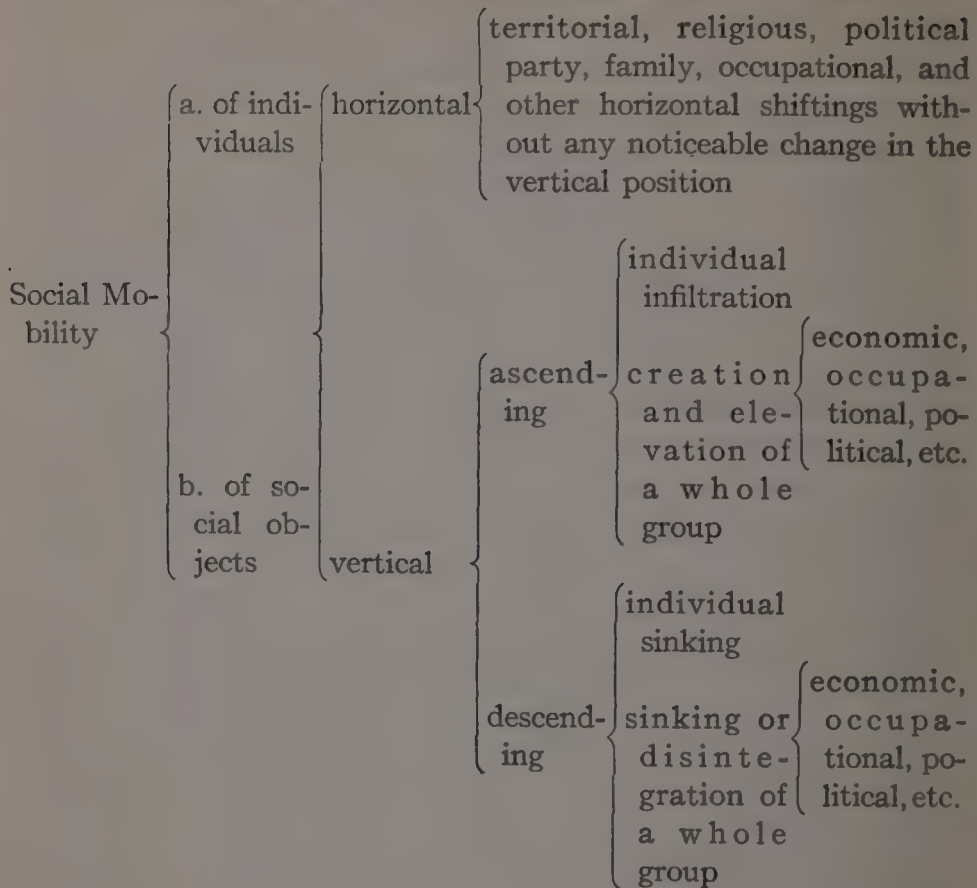 territorial, religious, political
party, family, occupational, and
other horizontal shiftings with-
out any noticeable change in the
vertical position
horizontal
a. of indi-
viduals
Social Mo-
bility
b. of so-
cial ob-
jects
vertical
ascend-
ing
individual
infiltration
creation
and ele-
vation of
a whole
group
economic,
occupa-
tional, po-
litical, etc.
descend-
ing
individual
sinking
sinking or
disinte-
gration of
a whole
group
economic,
occupa-
tional, po-
litical, etc.